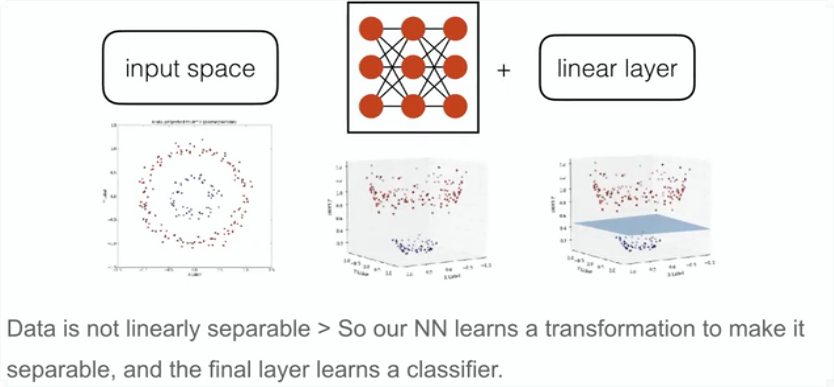 input space
+
linear layer
Data is not linearly separable > So our NN learns a transformation to make it
separable, and the final layer learns a classifier.